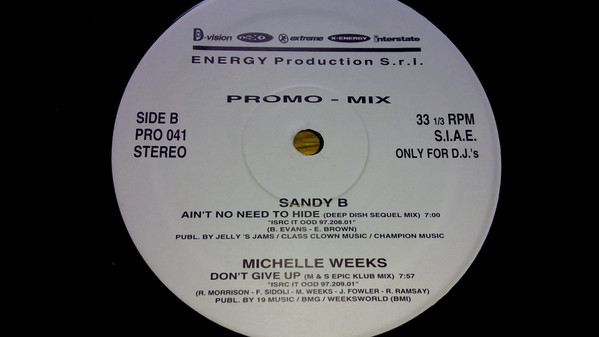 D-vision nexo extreme X-ENERGY interstate
ENERGY Production S.r.l.
PROMO - MIX
SIDE B
PRO 041
STEREO
33 1/3 RPM
S.I.A.E.
ONLY FOR D.J.'s
SANDY B
AIN'T NO NEED TO HIDE (DEEP DISH SEQUEL MIX) 7:00
"ISRC IT OOD 97.208.01"
(B. EVANS - E. BROWN)
PUBL. BY JELLY 'S JAMS / CLASS CLOWN MUSIC / CHAMPION MUSIC
MICHELLE WEEKS
DON'T GIVE UP (M & S EPIC KLUB MIX) 7:57
"ISRC IT OOD 97.209.01"
(R. MORRISON - F. SIDOLI - M. WEEKS - J. FOWLER - R. RAMSAY)
PUBL. BY 19 MUSIC / BMG / WEEKSWORLD (BMI)